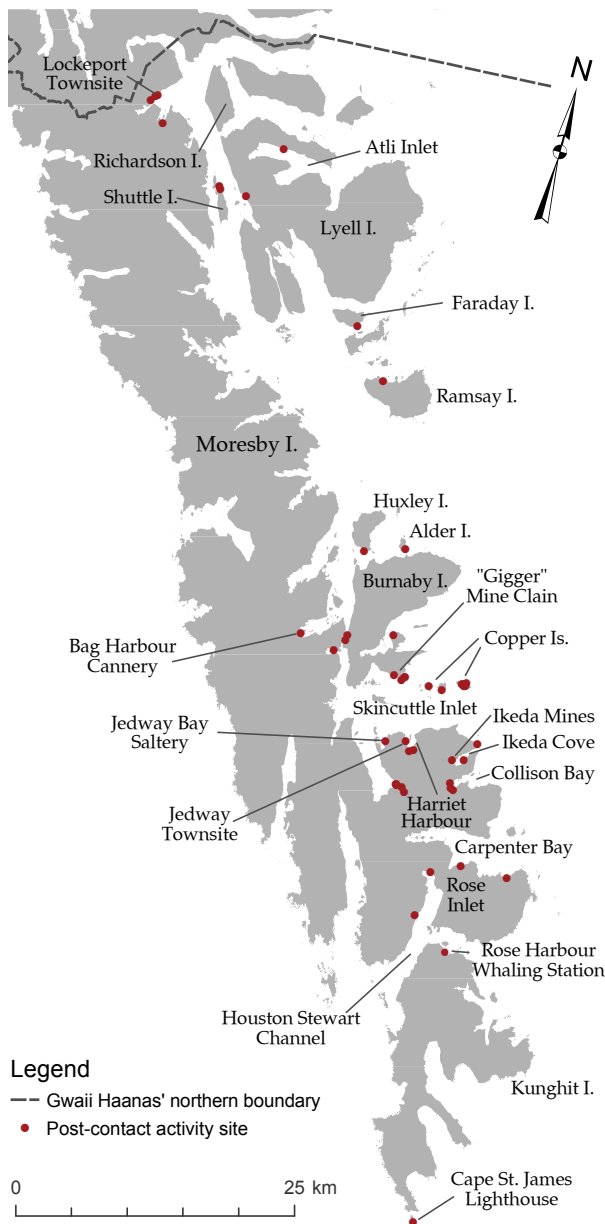 N
Lockeport
Townsite
Richardson I.
Atli Inlet
Shuttle I.
Lyell I.
Faraday I.
Ramsay I.
Moresby I.
Huxley I.
Alder I.
Burnaby I.
"Gigger"
Mine Clain
Copper Is.
Bag Harbour
Cannery
Skincuttle Inlet
Ikeda Mines
Jedway Bay
Saltery
Ikeda Cove
Collison Bay
Jedway
Townsite
Harriet
Harbour
Carpenter Bay
Rose
Inlet
Rose Harbour
Whaling Station
Houston Stewart
Channel
Kunghit I.
Legend
Gwaii Haanas' northern boundary
Post-contact activity site
Cape St. James
Lighthouse
0 25 km